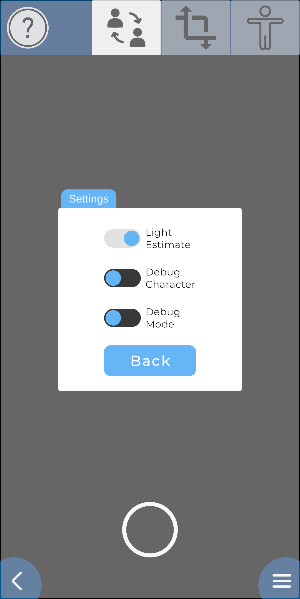 ?
Settings
Light
Estimate
Debug
Character
Debug
Mode
Back